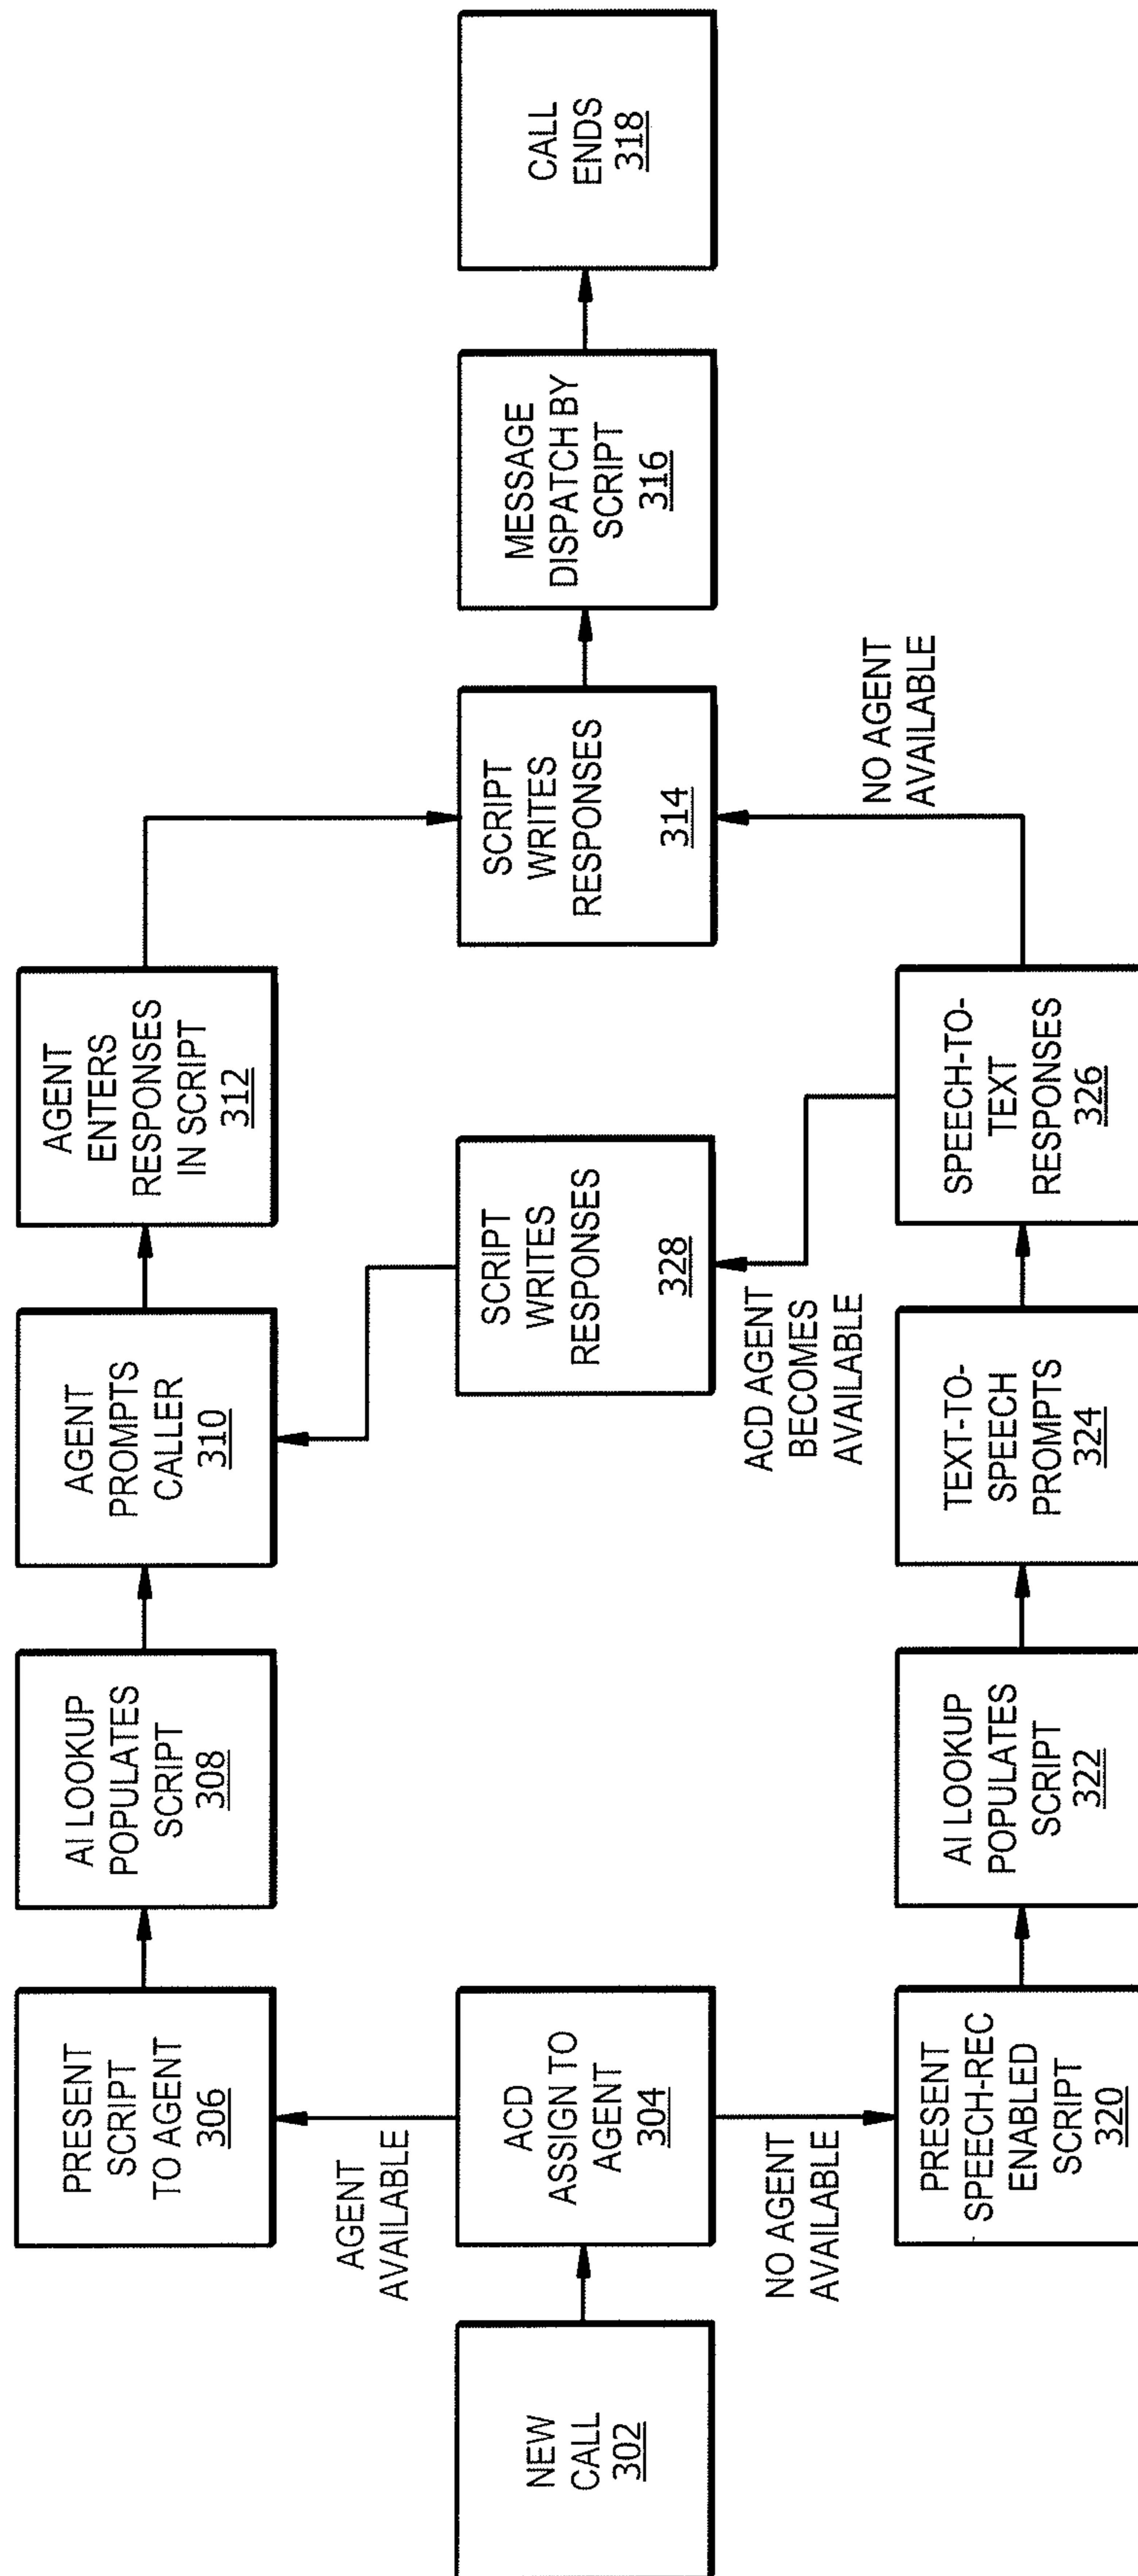 NEW
CALL
302
ACD
ASSIGN TO
AGENT
304
AGENT
AVAILABLE
NO AGENT
AVAILABLE
PRESENT
SCRIPT
TO AGENT
306
AI LOOKUP
POPULATES
SCRIPT
308
AGENT
PROMPTS
CALLER
310
AGENT
ENTERS
RESPONSES
IN SCRIPT
312
SCRIPT
WRITES
RESPONSES
314
MESSAGE
DISPATCH BY
SCRIPT
316
CALL
ENDS
318
PRESENT
SPEECH-REC
ENABLED
SCRIPT
320
AI LOOKUP
POPULATES
SCRIPT
322
TEXT-TO-
SPEECH
PROMPTS
324
SPEECH-TO-
TEXT
RESPONSES
326
ACD AGENT
BECOMES
AVAILABLE
SCRIPT
WRITES
RESPONSES
328
NO AGENT
AVAILABLE